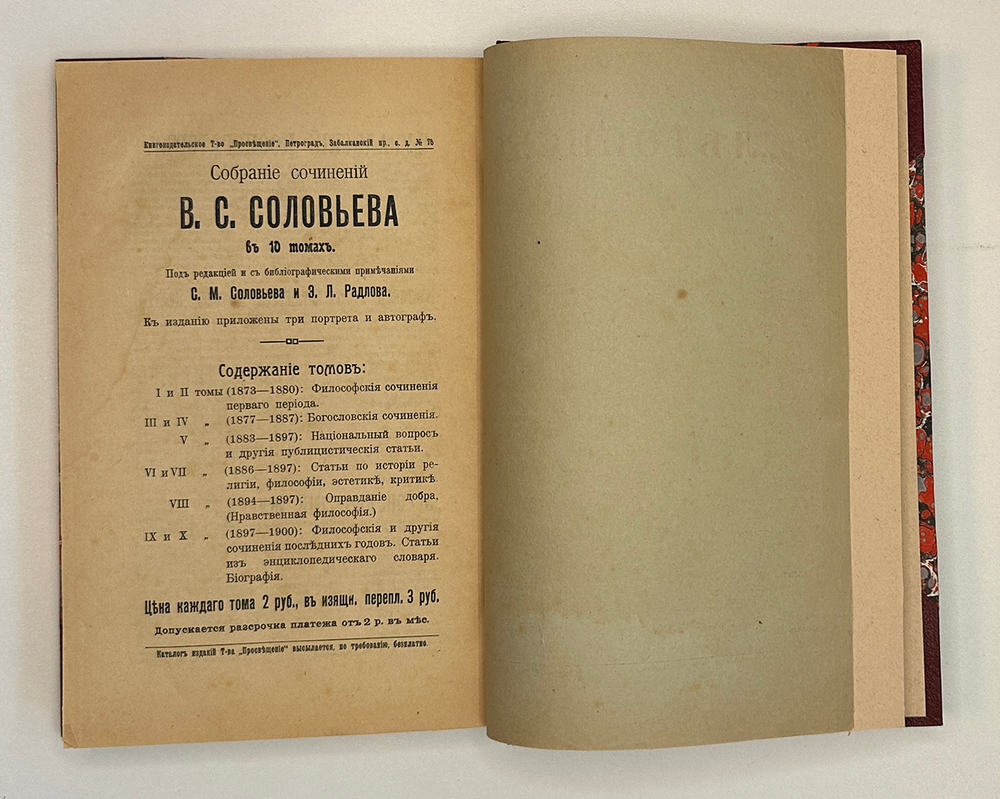 Книгоиздательское Т-во „Просвѣщеніе“, Петроградъ, Забалканскій пр., с. д. № 75
Собраніе сочиненій
В. С. СОЛОВЬЕВА
въ 10 томахъ.
Подъ редакціей и съ библіографическими примѣчаніями
С. М. Соловьева и Э. Л. Радлова.
Къ изданію приложены три портрета и автографъ.
Содержаніе томовъ:
I и II томы (1873—1880): Философскія сочиненія
перваго періода.
III и IV „ (1877—1887): Богословскія сочиненія.
V „ (1883—1897): Національный вопросъ
и другія публицистическія статьи.
VI и VII „ (1886—1897): Статьи по исторіи ре-
лигіи, философіи, эстетикѣ, критикѣ
VIII „ (1894—1897): Оправданіе добра,
(Нравственная философія.)
IX и X „ (1897—1900): Философскія и другія
сочиненія послѣднихъ годовъ. Статьи
изъ энциклопедическаго словаря.
Біографія.
Цѣна каждаго тома 2 руб., въ изящн. перепл. 3 руб.
Допускается разсрочка платежа отъ 2 р. въ мѣс.
Каталогъ изданій Т-ва „Просвѣщеніе“ высылается, по требованію, безплатно